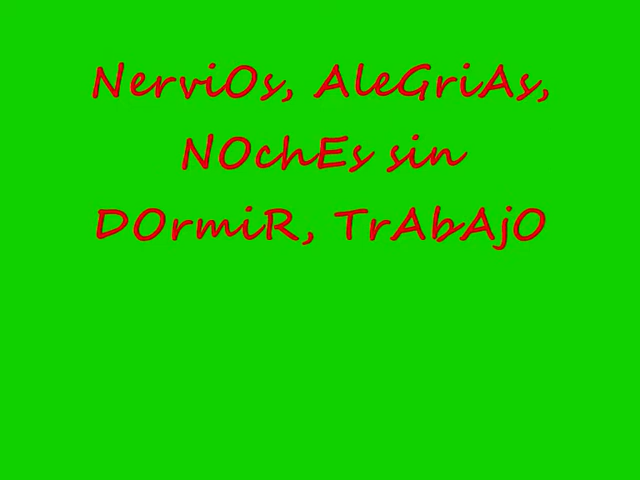 NerviOs, AleGriAs,
NOchEs sin
DOrmiR, TrAbAjO